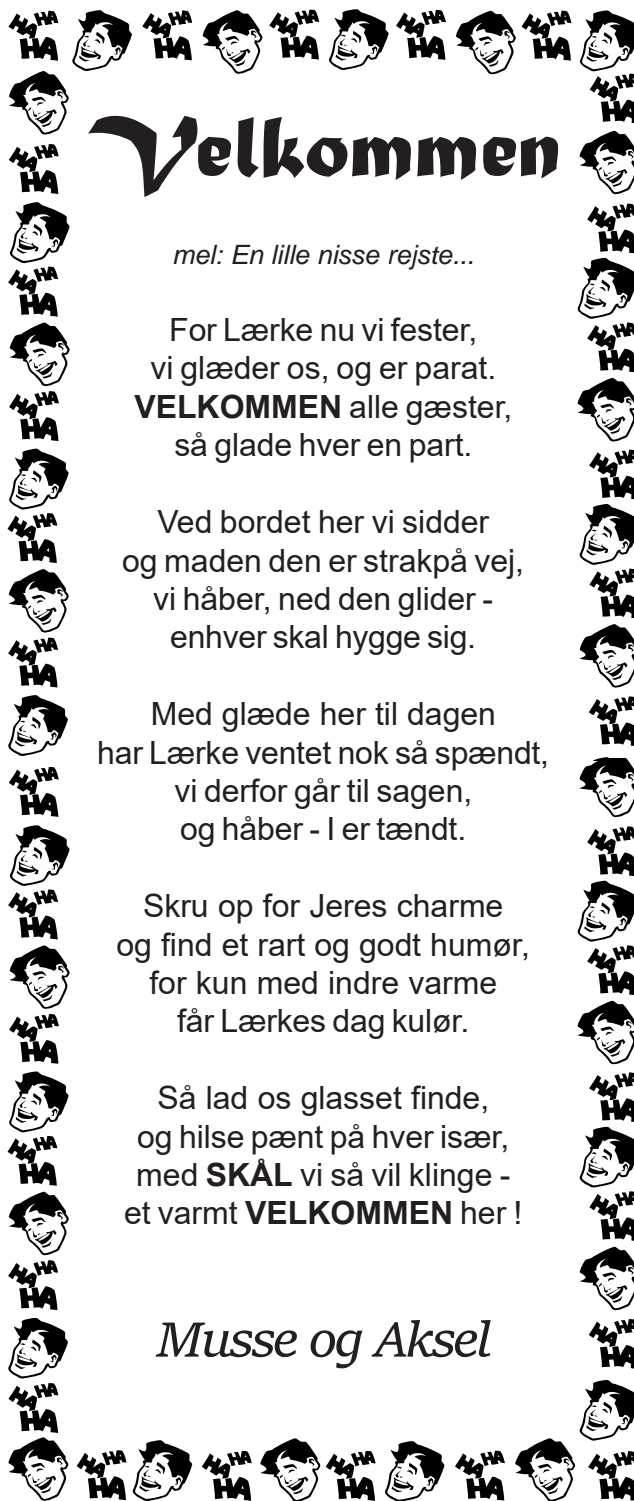 Velkommen
mel: En lille nisse rejste...
For Lærke nu vi fester,
vi glæder os, og er parat.
VELKOMMEN alle gæster,
så glade hver en part.
Ved bordet her vi sidder
og maden den er strakpå vej,
vi håber, ned den glider -
enhver skal hygge sig.
Med glæde her til dagen
har Lærke ventet nok så spændt,
vi derfor går til sagen,
og håber - I er tændt.
Skru op for Jeres charme
og find et rart og godt humør,
for kun med indre varme
får Lærkes dag kulør.
Så lad os glasset finde,
og hilse pænt på hver især,
med SKÅL vi så vil klinge -
et varmt VELKOMMEN her !
Musse og Aksel